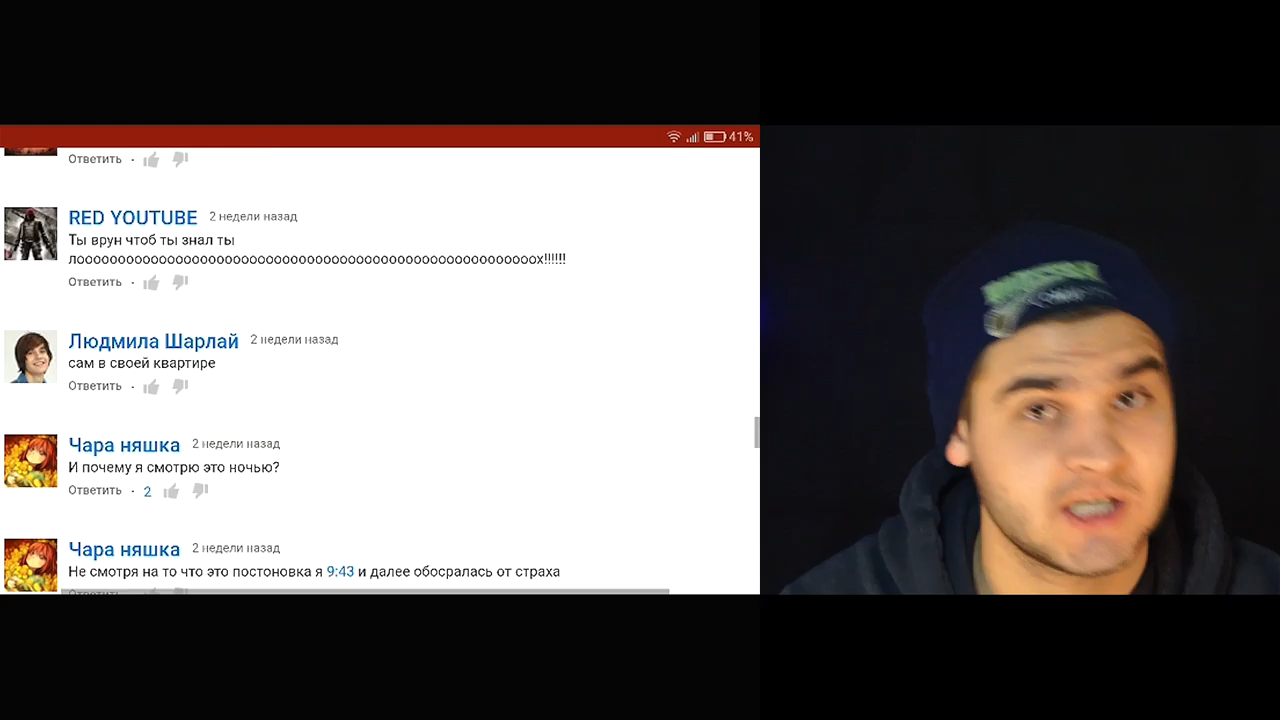 41%
Ответить
RED YOUTUBE 2 недели назад
Ты врун чтоб ты знал ты
лооооооооооооооооооооооооооооооооооооооооооооооооооооооох!!!!!!
Ответить
Людмила Шарлай 2 недели назад
сам в своей квартире
Ответить
Чара няшка 2 недели назад
И почему я смотрю это ночью?
Ответить · 2
Чара няшка 2 недели назад
Не смотря на то что это постоновка я 9:43 и далее обосралась от страха
Ответить